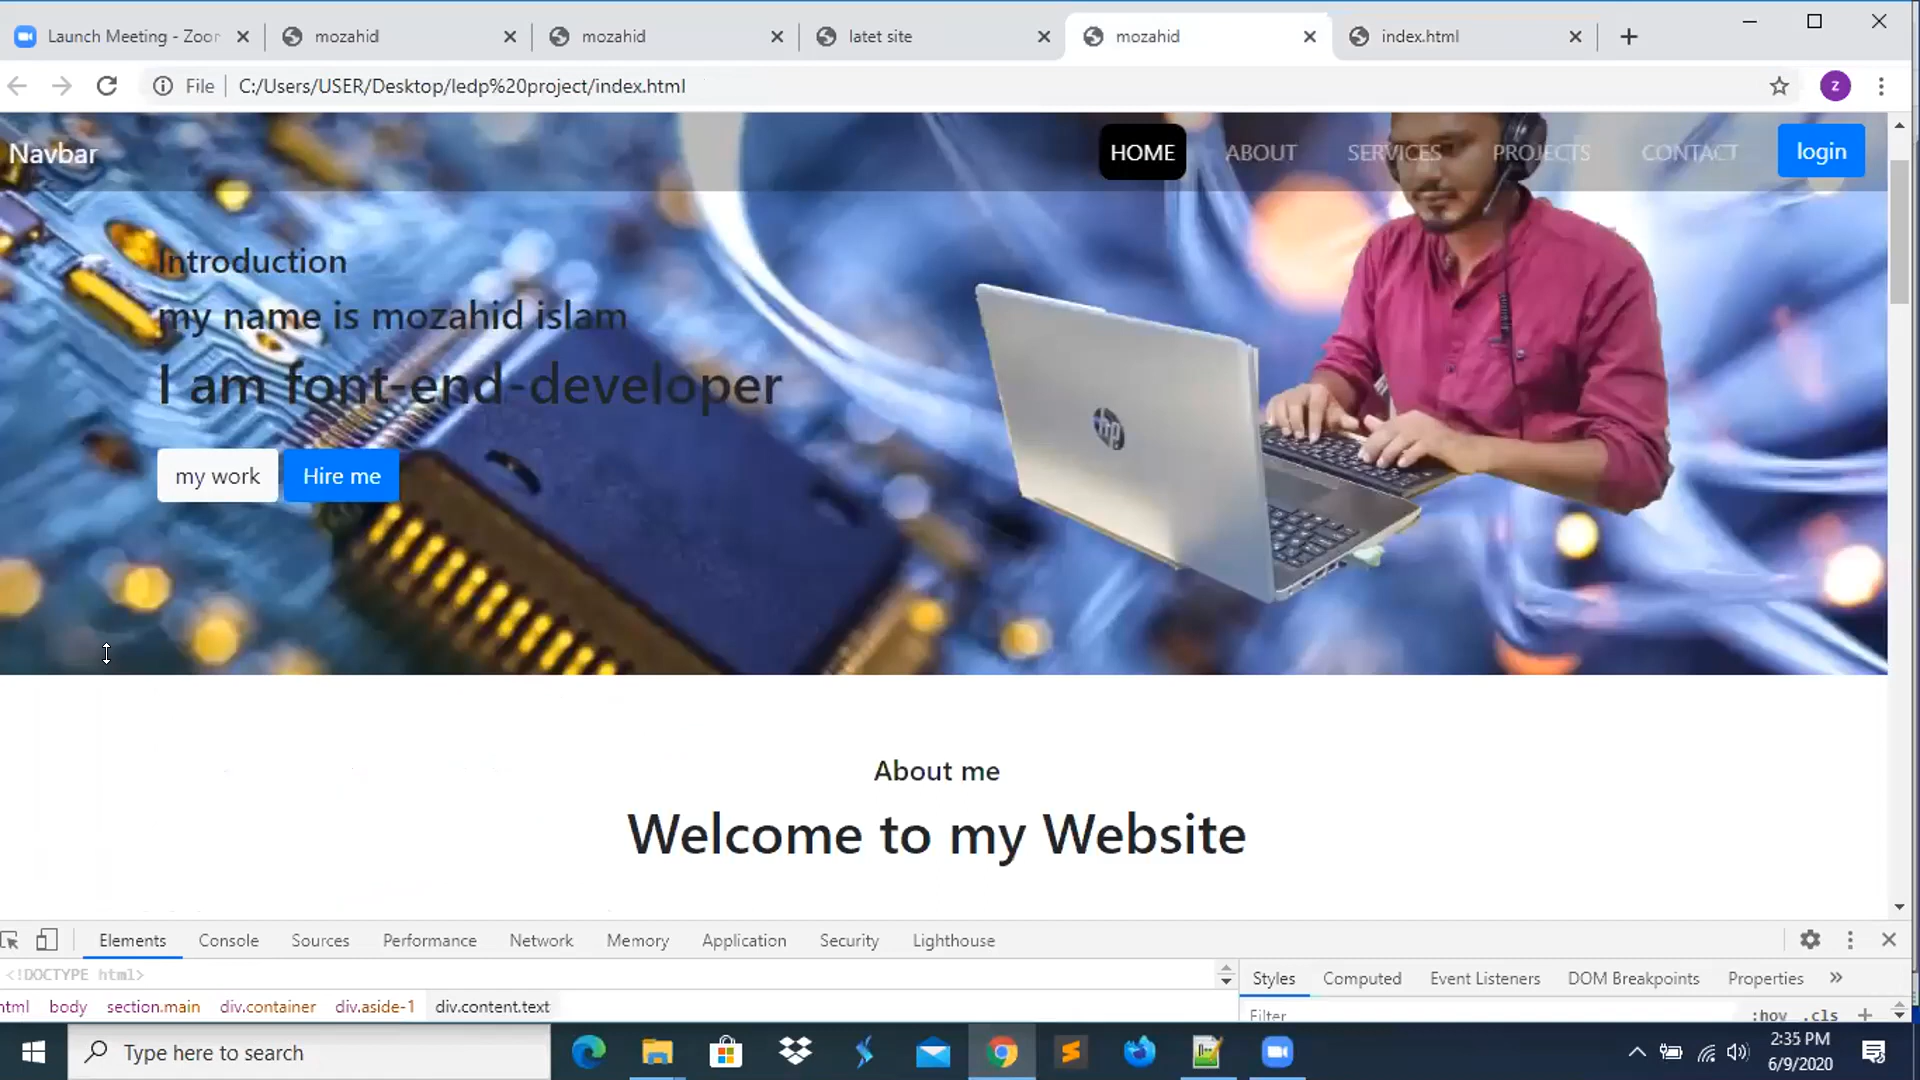 Launch Meeting - Zoor
mozahid
mozahid
latet site
mozahid
index.html
File
C:/Users/USER/Desktop/ledp%20project/index.html
z
Navbar
HOME
ABOUT
SERVICES
PROJECTS
CONTACT
login
Introduction
my name is mozahid islam
I am font-end-developer
my work
Hire me
hp
About me
Welcome to my Website
Elements
Console
Sources
Performance
Network
Memory
Application
Security
Lighthouse
<!DOCTYPE html>
Styles
Computed
Event Listeners
DOM Breakpoints
Properties
html
body
section.main
div.container
div.aside-1
div.content.text
Filter
:hov
.cls
Type here to search
2:35 PM
6/9/2020